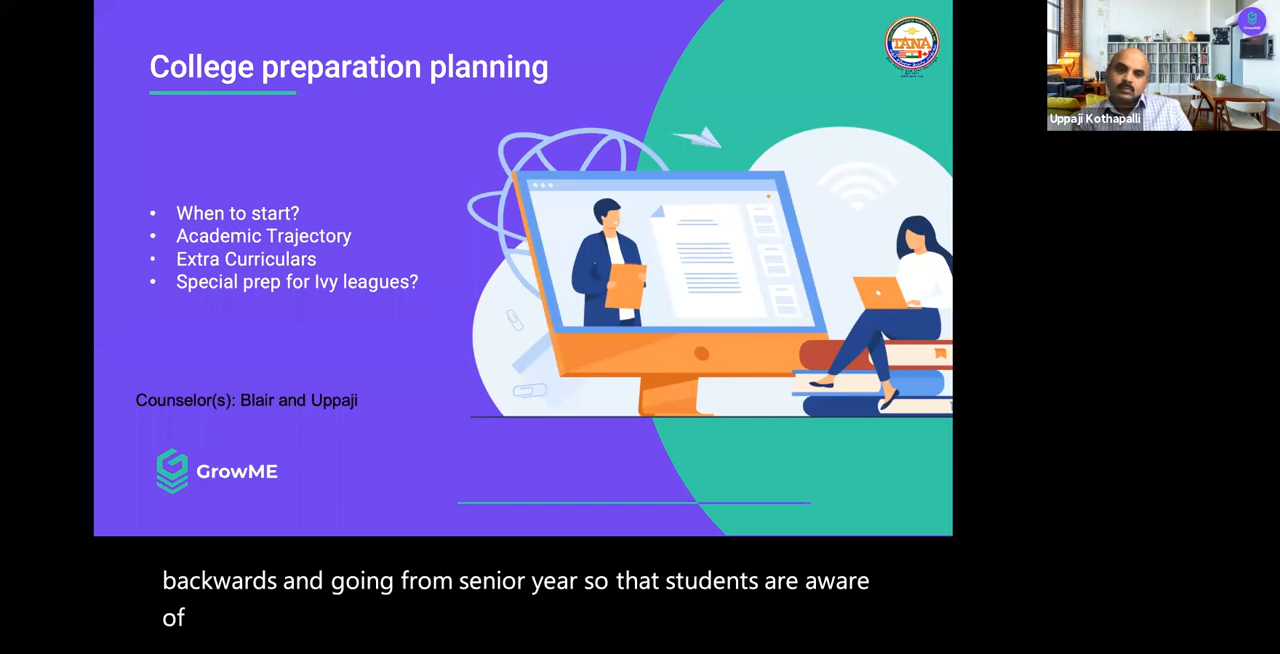 College preparation planning
TANA
• When to start?
• Academic Trajectory
• Extra Curriculars
• Special prep for Ivy leagues?
Counselor(s): Blair and Uppaji
GrowME
Uppaji Kothapalli
backwards and going from senior year so that students are aware
of